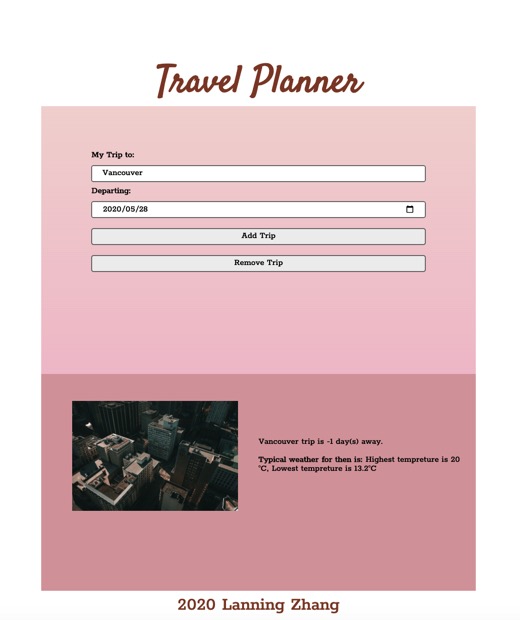 Travel Planner
My Trip to:
Vancouver
Departing:
2020/05/28
Add Trip
Remove Trip
Vancouver trip is -1 day(s) away.
Typical weather for then is: Highest tempreture is 20
°C, Lowest tempreture is 13.2°C
2020 Lanning Zhang